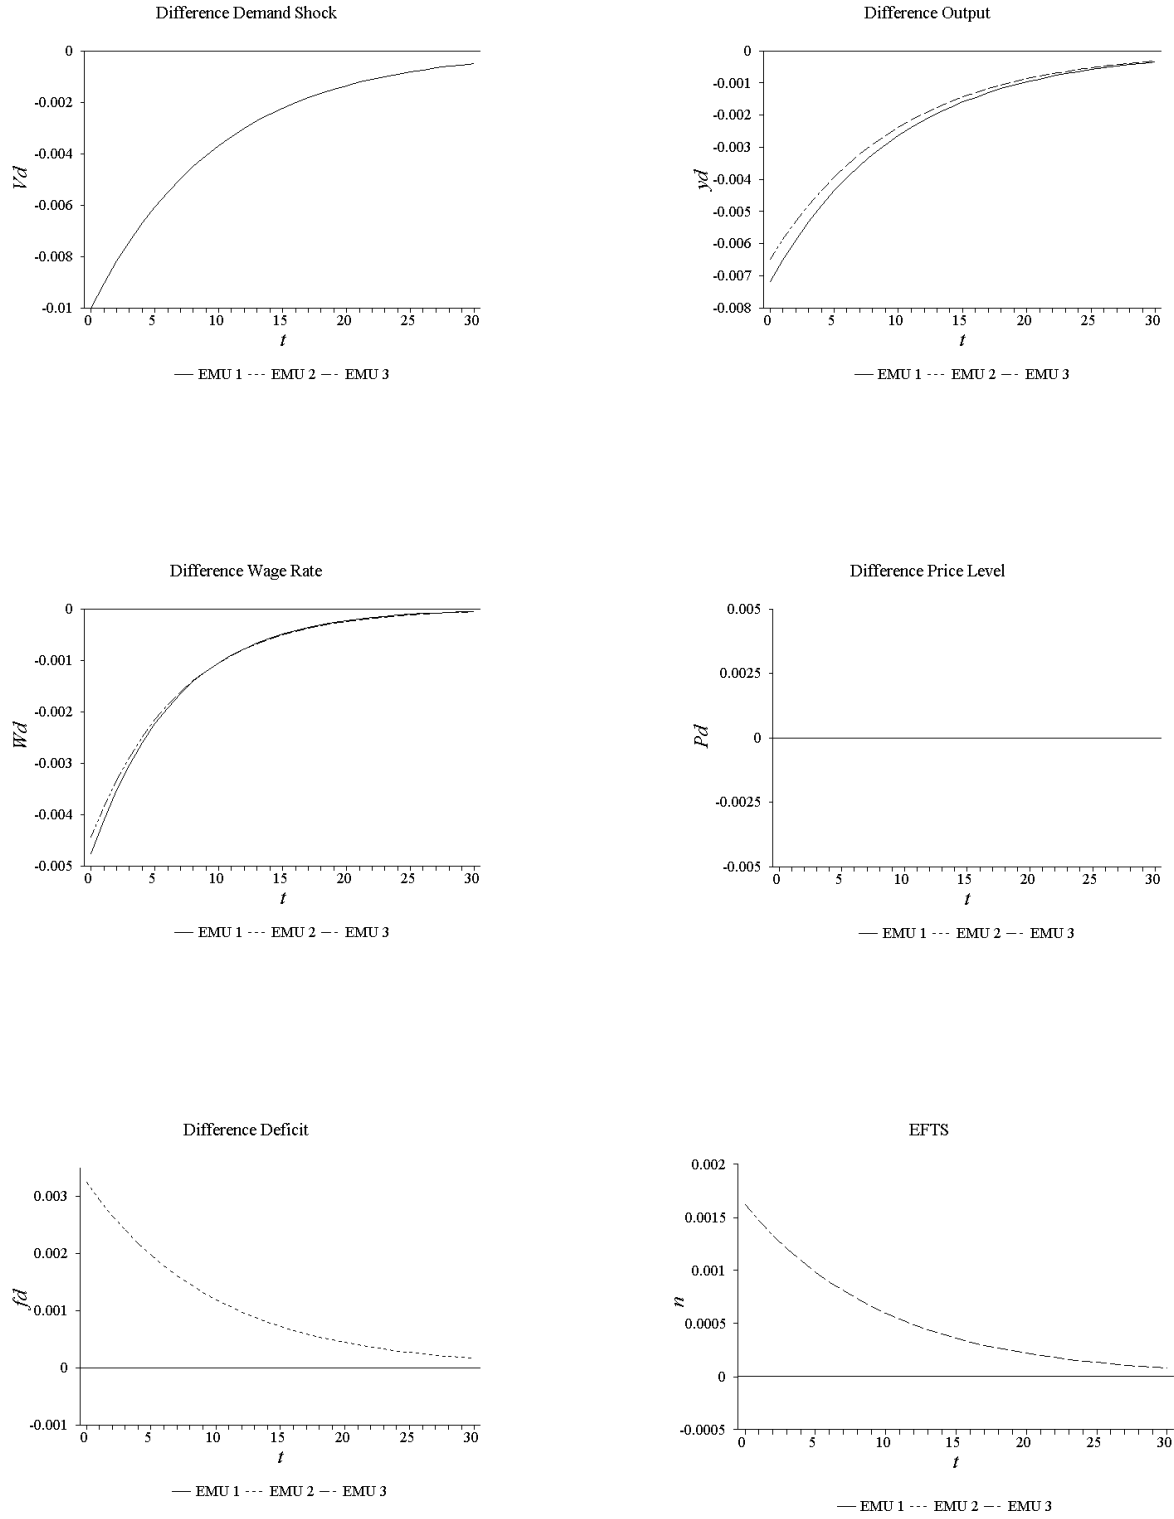 Difference Demand Shock
0
-0.002
-0.004
-0.006
-0.008
-0.01
Vd
0 5 10 15 20 25 30
t
EMU 1 EMU 2 EMU 3
Difference Output
0
-0.001
-0.002
-0.003
-0.004
-0.005
-0.006
-0.007
-0.008
yd
0 5 10 15 20 25 30
t
EMU 1 EMU 2 EMU 3
Difference Wage Rate
0
-0.001
-0.002
-0.003
-0.004
-0.005
Wd
0 5 10 15 20 25 30
t
EMU 1 EMU 2 EMU 3
Difference Price Level
0.005
0.0025
0
-0.0025
-0.005
Pd
0 5 10 15 20 25 30
t
EMU 1 EMU 2 EMU 3
Difference Deficit
0.003
0.002
0.001
0
-0.001
fd
0 5 10 15 20 25 30
t
EMU 1 EMU 2 EMU 3
EFTS
0.002
0.0015
0.001
0.0005
0
-0.0005
n
0 5 10 15 20 25 30
t
EMU 1 EMU 2 EMU 3